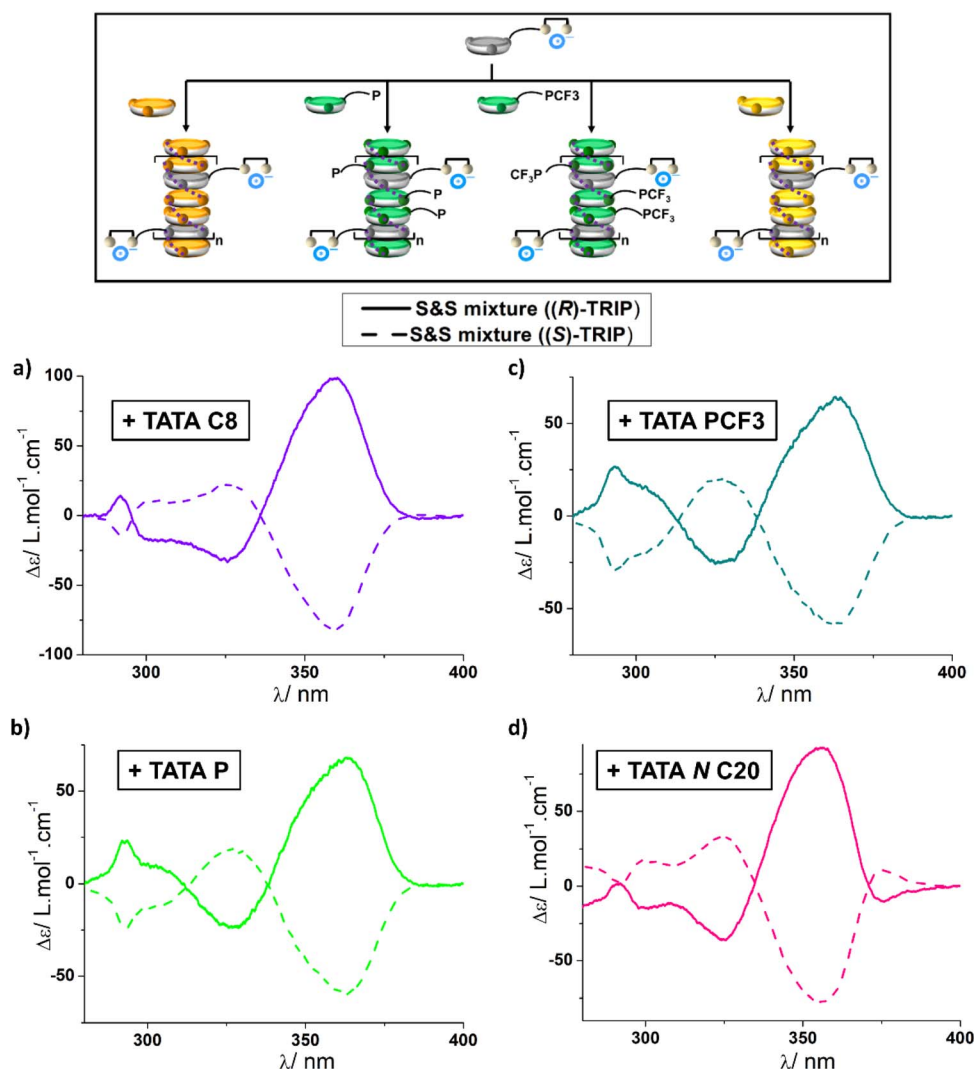 P
PCF3
P
CF₃P
P
PCF₃
P
PCF₃
n
n
n
n
S&S mixture ((R)-TRIP)
S&S mixture ((S)-TRIP)
a)
+ TATA C8
Δε/ L.mol⁻¹.cm⁻¹
100
50
0
-50
-100
300
350
400
λ/ nm
c)
+ TATA PCF3
Δε/ L.mol⁻¹.cm⁻¹
50
0
-50
300
350
400
λ/ nm
b)
+ TATA P
Δε/ L.mol⁻¹.cm⁻¹
50
0
-50
300
350
400
λ/ nm
d)
+ TATA N C20
Δε/ L.mol⁻¹.cm⁻¹
50
0
-50
300
350
400
λ/ nm